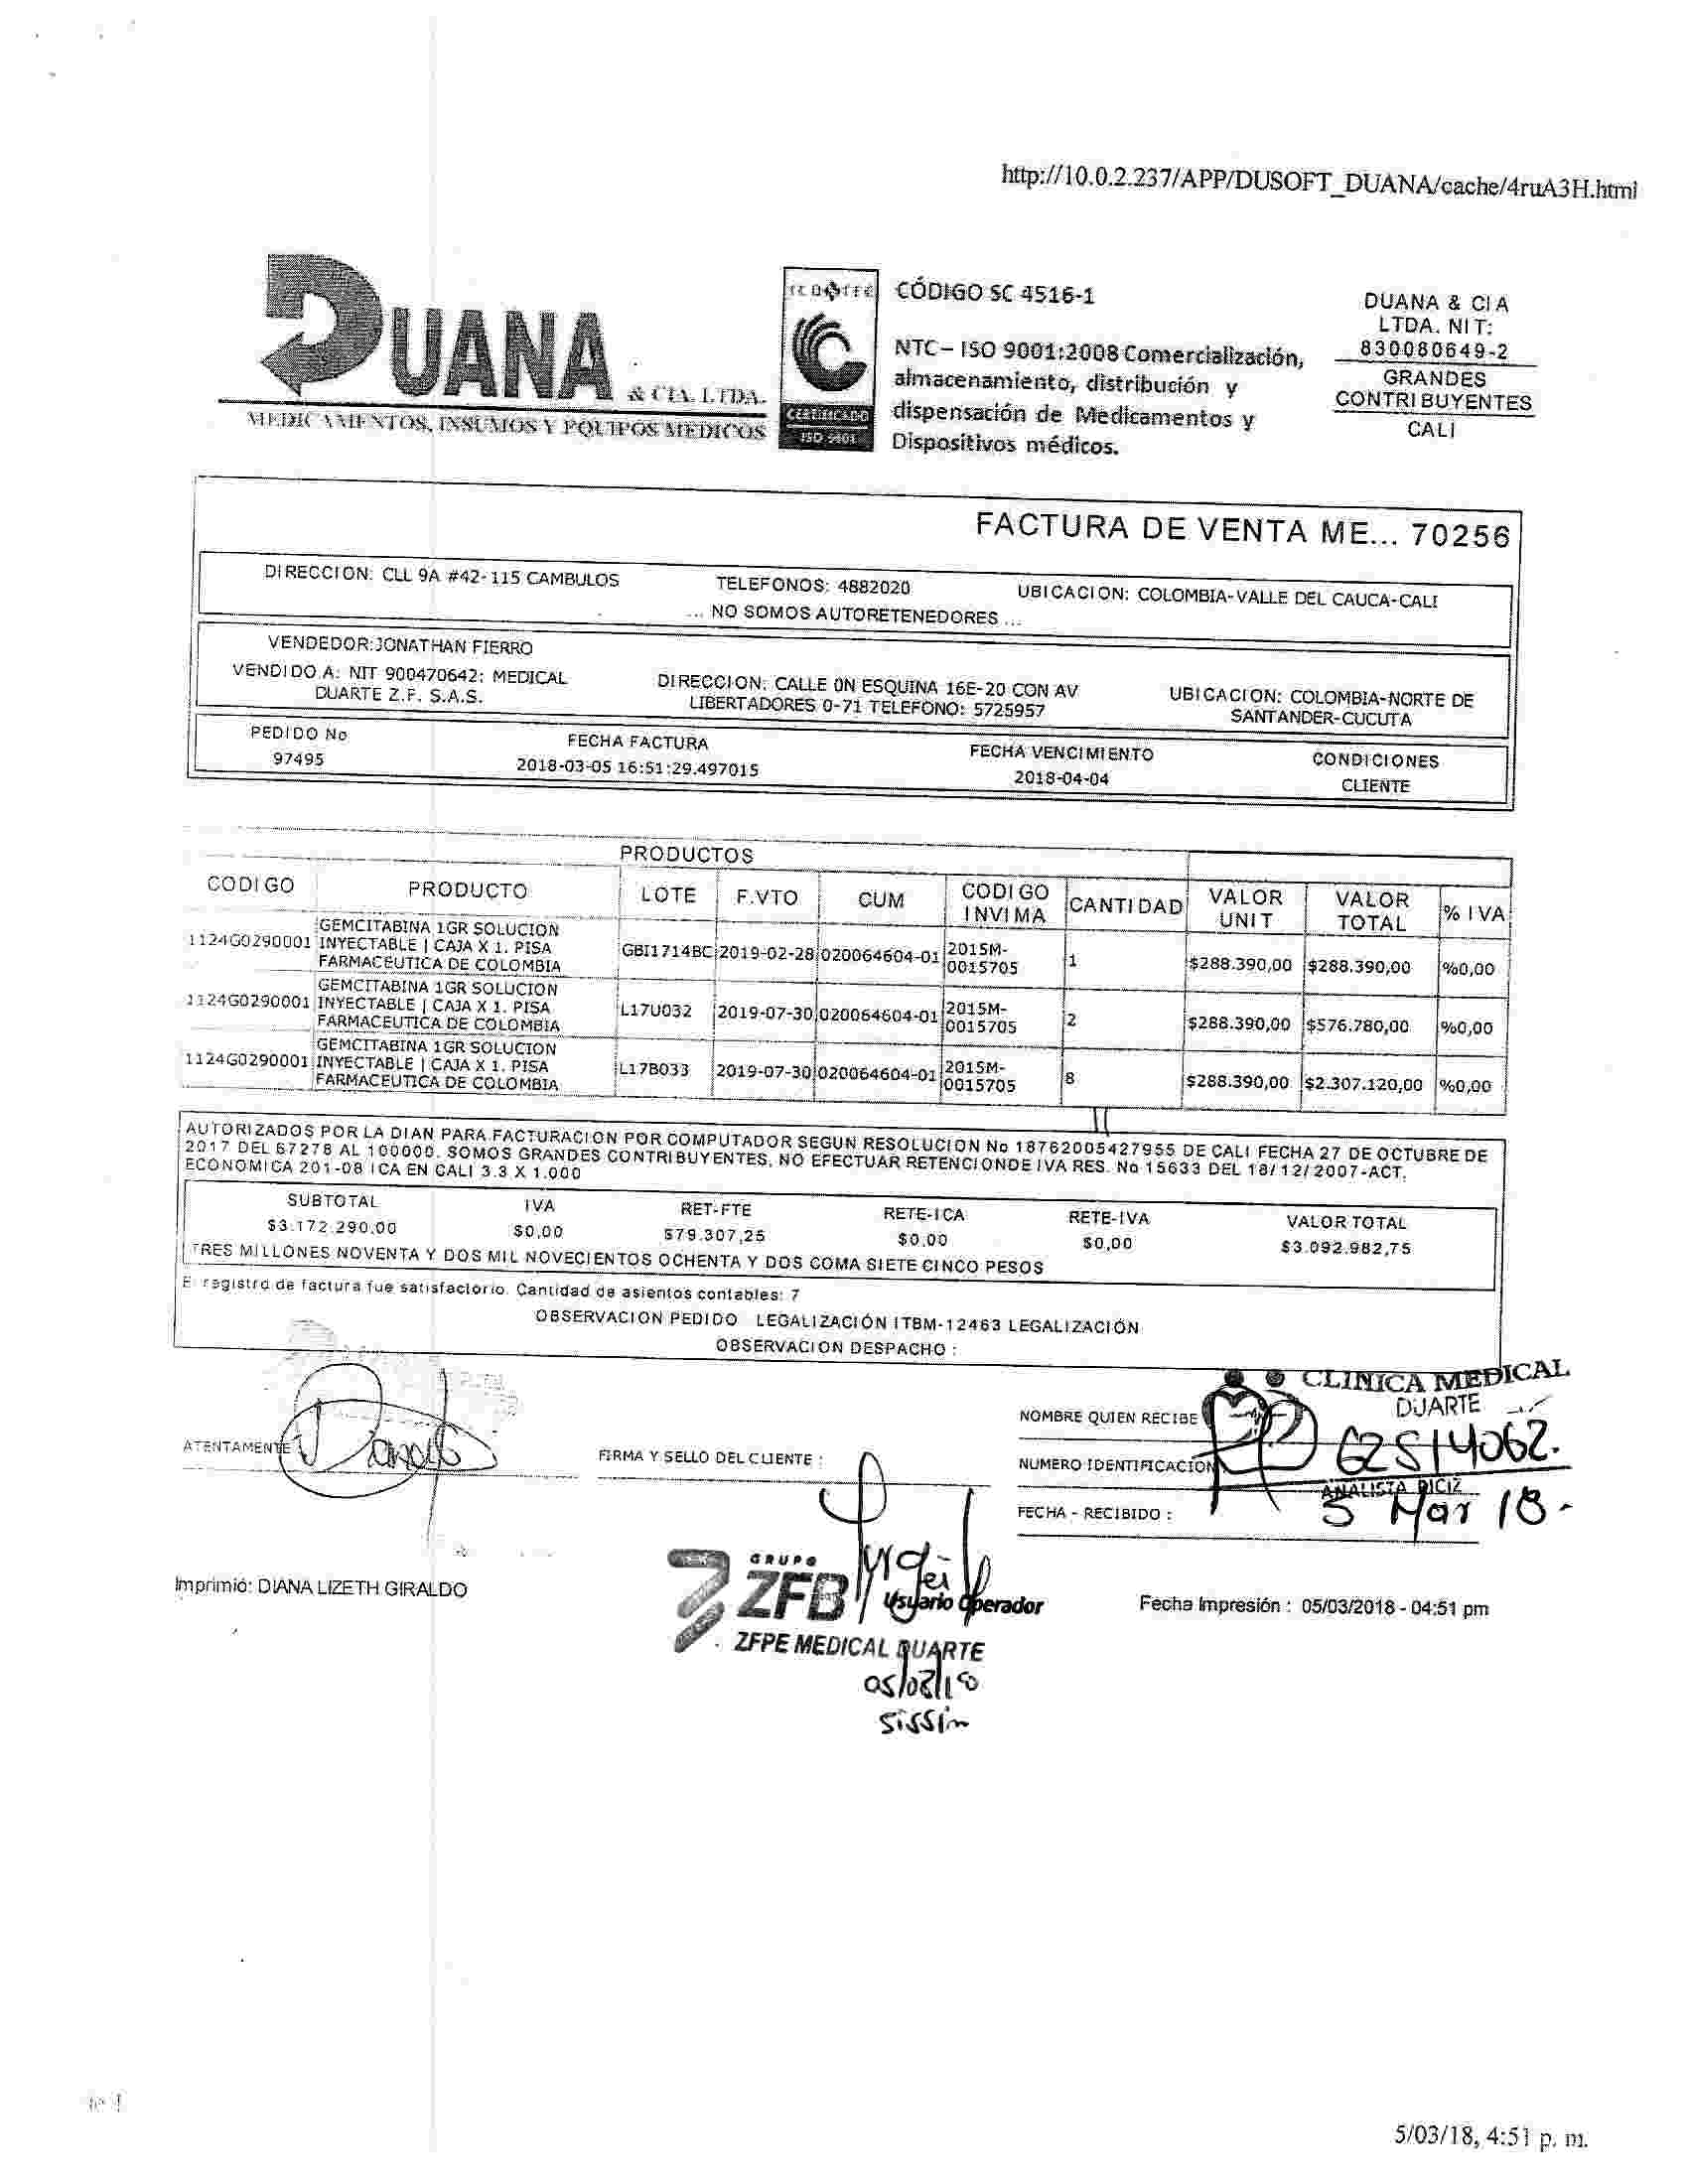 http://10.0.2.237/APP/DUSOFT_DUANA/cache/4ruA3H.html
DUANA
& CIA. LTDA.
MEDICAMENTOS, INSUMOS Y EQUIPOS MEDICOS
CERTIFICADO
ISO 9001
CÓDIGO SC 4516-1
NTC– ISO 9001:2008 Comercialización,
almacenamiento, distribución y
dispensación de Medicamentos y
Dispositivos médicos.
DUANA & CIA
LTDA. NIT:
830080649-2
GRANDES
CONTRIBUYENTES
CALI
FACTURA DE VENTA ME... 70256
DIRECCION: CLL 9A #42-115 CAMBULOS TELEFONOS: 4882020 UBICACION: COLOMBIA-VALLE DEL CAUCA-CALI
... NO SOMOS AUTORETENEDORES ...
VENDEDOR:JONATHAN FIERRO
VENDIDO A: NIT 900470642: MEDICAL
DUARTE Z.F. S.A.S.
DIRECCION: CALLE 0N ESQUINA 16E-20 CON AV
LIBERTADORES 0-71 TELEFONO: 5725957
UBICACION: COLOMBIA-NORTE DE
SANTANDER-CUCUTA
PEDIDO No FECHA FACTURA FECHA VENCIMIENTO CONDICIONES
97495 2018-03-05 16:51:29.497015 2018-04-04 CLIENTE
PRODUCTOS
CODIGO PRODUCTO LOTE F.VTO CUM CODIGO INVIMA CANTIDAD VALOR UNIT VALOR TOTAL % IVA
1124G0290001 GEMCITABINA 1GR SOLUCION INYECTABLE | CAJA X 1. PISA FARMACEUTICA DE COLOMBIA GBI1714BC 2019-02-28 020064604-01 2015M-0015705 1 $288.390,00 $288.390,00 %0,00
1124G0290001 GEMCITABINA 1GR SOLUCION INYECTABLE | CAJA X 1. PISA FARMACEUTICA DE COLOMBIA L17U032 2019-07-30 020064604-01 2015M-0015705 2 $288.390,00 $576.780,00 %0,00
1124G0290001 GEMCITABINA 1GR SOLUCION INYECTABLE | CAJA X 1. PISA FARMACEUTICA DE COLOMBIA L17B033 2019-07-30 020064604-01 2015M-0015705 8 $288.390,00 $2.307.120,00 %0,00
11
AUTORIZADOS POR LA DIAN PARA FACTURACION POR COMPUTADOR SEGUN RESOLUCION No 18762005427955 DE CALI FECHA 27 DE OCTUBRE DE
2017 DEL 67278 AL 100000. SOMOS GRANDES CONTRIBUYENTES, NO EFECTUAR RETENCIONDE IVA RES. No 15633 DEL 18/12/2007-ACT.
ECONOMICA 201-08 ICA EN CALI 3.3 X 1.000
SUBTOTAL IVA RET-FTE RETE-ICA RETE-IVA VALOR TOTAL
$3.172.290,00 $0,00 $79.307,25 $0,00 $0,00 $3.092.982,75
TRES MILLONES NOVENTA Y DOS MIL NOVECIENTOS OCHENTA Y DOS COMA SIETE CINCO PESOS
El registro de factura fue satisfactorio. Cantidad de asientos contables: 7
OBSERVACION PEDIDO LEGALIZACIÓN ITBM-12463 LEGALIZACIÓN
OBSERVACION DESPACHO :
ATENTAMENTE
FIRMA Y SELLO DEL CLIENTE :
CLINICA MEDICAL
DUARTE
NOMBRE QUIEN RECIBE
NUMERO IDENTIFICACION 62514062.
ANALISTA
FECHA - RECIBIDO : 5 Mar 18-
Imprimió: DIANA LIZETH GIRALDO
GRUPO
ZFB
Usuario Operador
ZFPE MEDICAL DUARTE
Fecha Impresión : 05/03/2018 - 04:51 pm
5/03/18, 4:51 p. m.